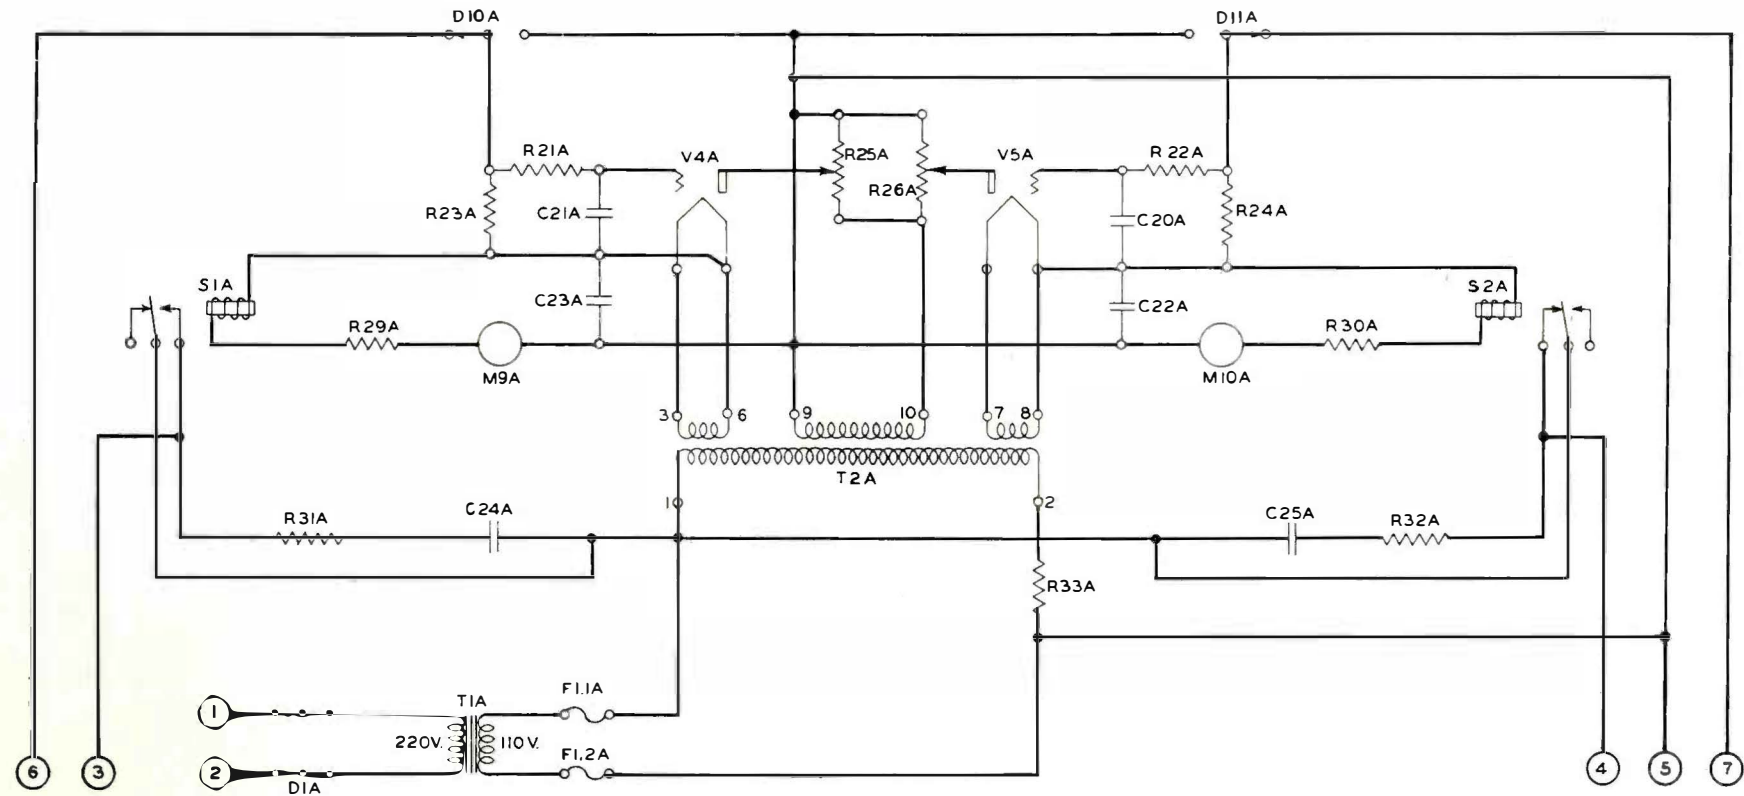 D10A
D11A
R21A
V4A
R25A
V5A
R22A
R26A
R23A
C21A
C20A
R24A
S1A
C23A
C22A
S2A
R29A
R30A
M9A
M10A
3
6
9
10
7
8
T2A
1
2
R31A
C24A
C25A
R32A
R33A
1
T1A
F1.1A
220V.
110V.
F1.2A
6
3
2
D1A
4
5
7